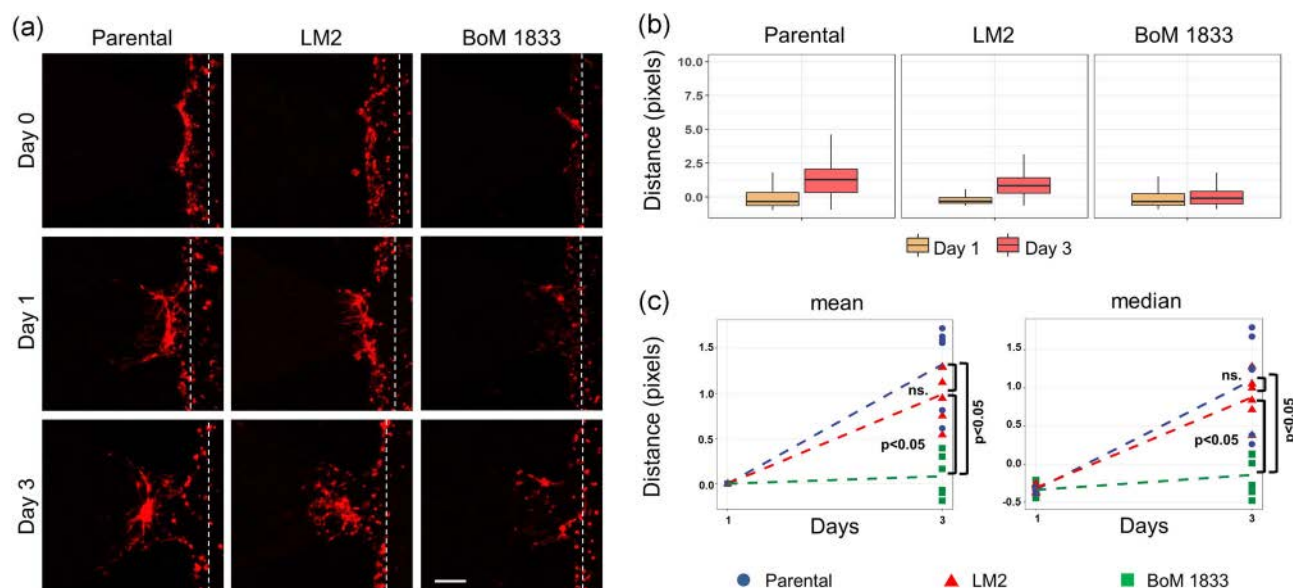 (a)
Parental LM2 BoM 1833
Day 0
Day 1
Day 3
(b)
Parental LM2 BoM 1833
Distance (pixels)
10.0
7.5
5.0
2.5
0.0
Day 1 Day 3
(c)
mean median
Distance (pixels)
1.5
1.0
0.5
0.0
ns.
p<0.05
p<0.05
1 Days 3
1.5
1.0
0.5
0.0
-0.5
ns.
p<0.05
p<0.05
1 Days 3
Parental LM2 BoM 1833